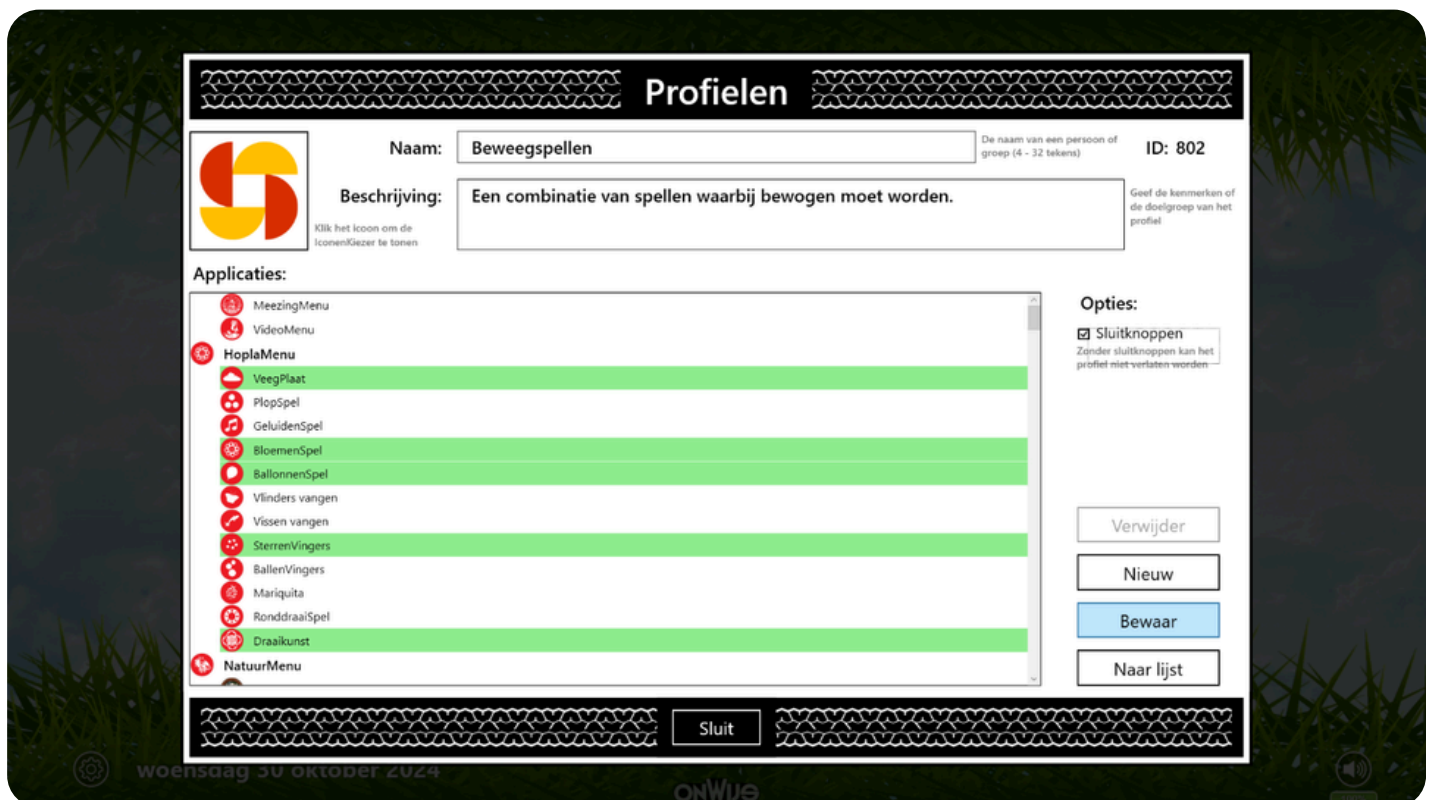 Profielen
Naam:
Beweegspellen
De naam van een persoon of
groep (4 - 32 tekens)
ID: 802
Beschrijving:
Een combinatie van spellen waarbij bewogen moet worden.
Geef de kenmerken of
de doelgroep van het
profiel
Klik het icoon om de
IconenKiezer te tonen
Applicaties:
MeezingMenu
VideoMenu
HoplaMenu
VeegPlaat
PlopSpel
GeluidenSpel
BloemenSpel
BallonnenSpel
Vlinders vangen
Vissen vangen
SterrenVingers
BallenVingers
Mariquita
RonddraaiSpel
Draaikunst
NatuurMenu
Opties:
Sluitknoppen
Zonder sluitknoppen kan het
profiel niet verlaten worden
Verwijder
Nieuw
Bewaar
Naar lijst
Sluit
woensdag 30 oktober 2024
ONWIJS